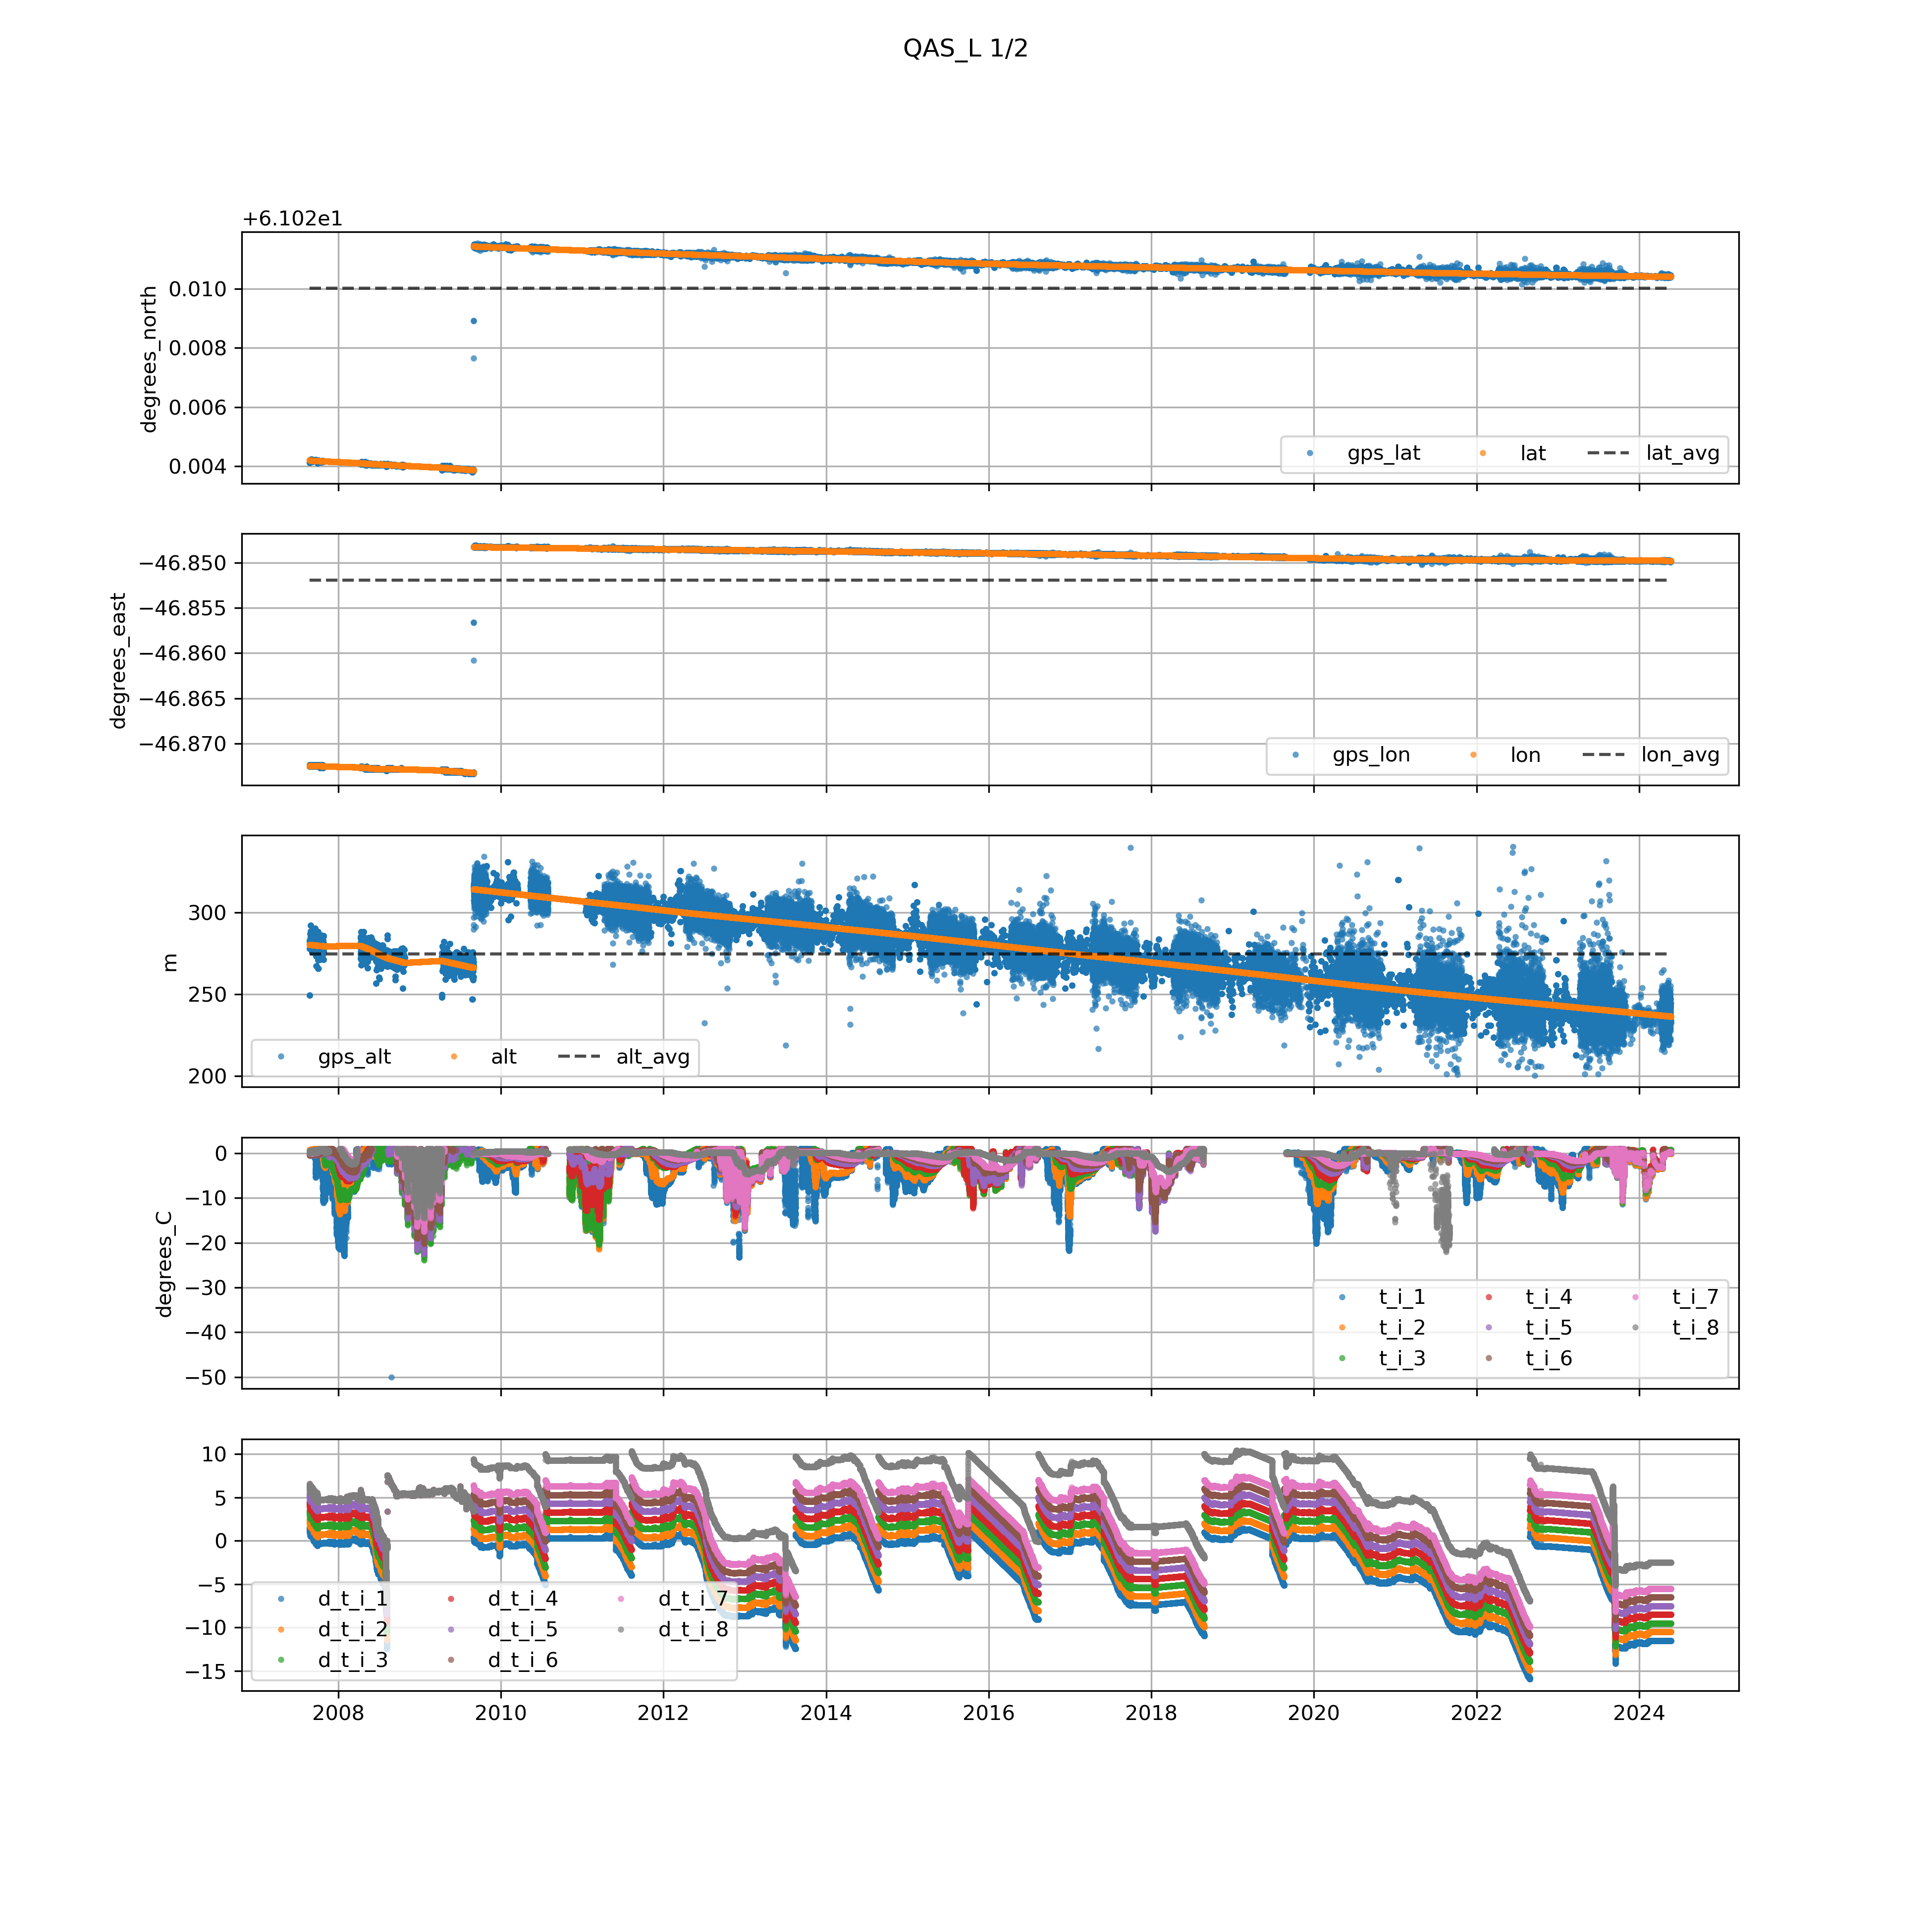 QAS_L 1/2
+6.102e1
0.010
0.008
0.006
0.004
degrees_north
gps_lat lat lat_avg
−46.850
−46.855
−46.860
−46.865
−46.870
degrees_east
gps_lon lon lon_avg
300
250
200
m
gps_alt alt alt_avg
0
−10
−20
−30
−40
−50
degrees_C
t_i_1 t_i_4 t_i_7
t_i_2 t_i_5 t_i_8
t_i_3 t_i_6
10
5
0
−5
−10
−15
d_t_i_1 d_t_i_4 d_t_i_7
d_t_i_2 d_t_i_5 d_t_i_8
d_t_i_3 d_t_i_6
2008 2010 2012 2014 2016 2018 2020 2022 2024